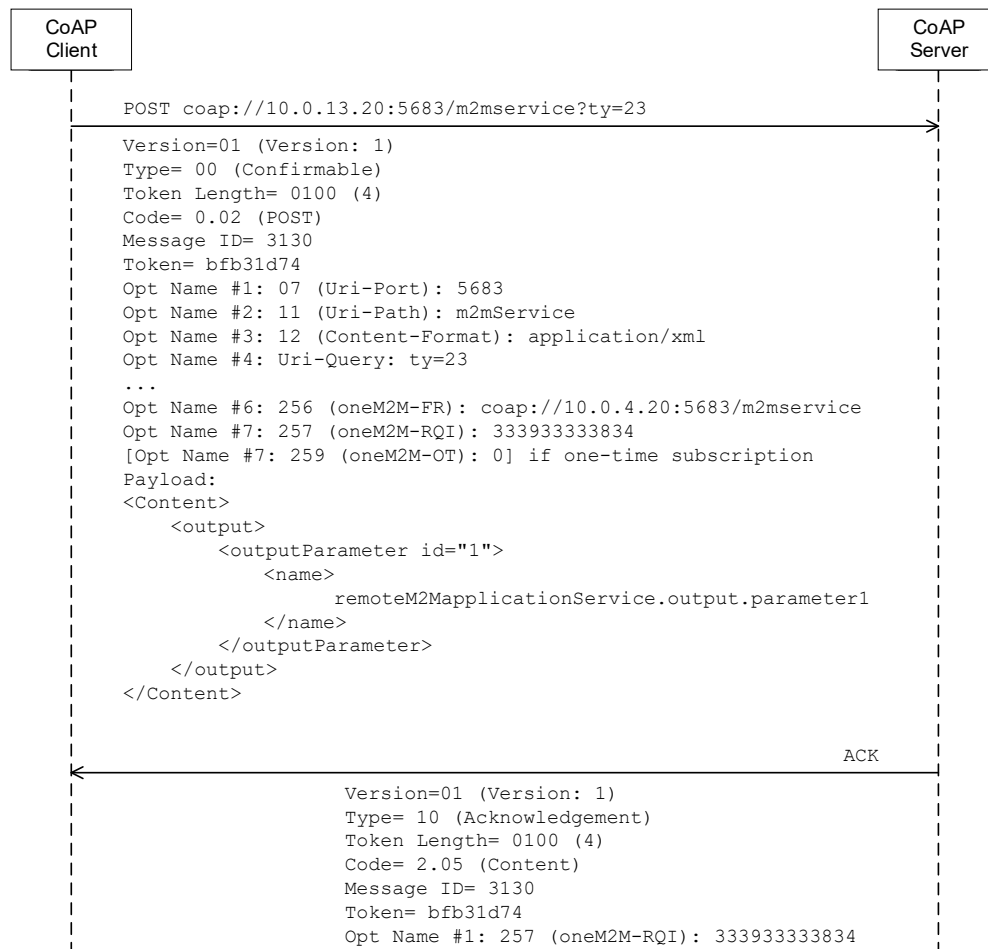 CoAP
Client
CoAP
Server
POST coap://10.0.13.20:5683/m2mservice?ty=23
Version=01 (Version: 1)
Type= 00 (Confirmable)
Token Length= 0100 (4)
Code= 0.02 (POST)
Message ID= 3130
Token= bfb31d74
Opt Name #1: 07 (Uri-Port): 5683
Opt Name #2: 11 (Uri-Path): m2mService
Opt Name #3: 12 (Content-Format): application/xml
Opt Name #4: Uri-Query: ty=23
...
Opt Name #6: 256 (oneM2M-FR): coap://10.0.4.20:5683/m2mservice
Opt Name #7: 257 (oneM2M-RQI): 333933333834
[Opt Name #7: 259 (oneM2M-OT): 0] if one-time subscription
Payload:
<Content>
    <output>
        <outputParameter id="1">
            <name>
                  remoteM2MapplicationService.output.parameter1
            </name>
        </outputParameter>
    </output>
</Content>
ACK
Version=01 (Version: 1)
Type= 10 (Acknowledgement)
Token Length= 0100 (4)
Code= 2.05 (Content)
Message ID= 3130
Token= bfb31d74
Opt Name #1: 257 (oneM2M-RQI): 333933333834